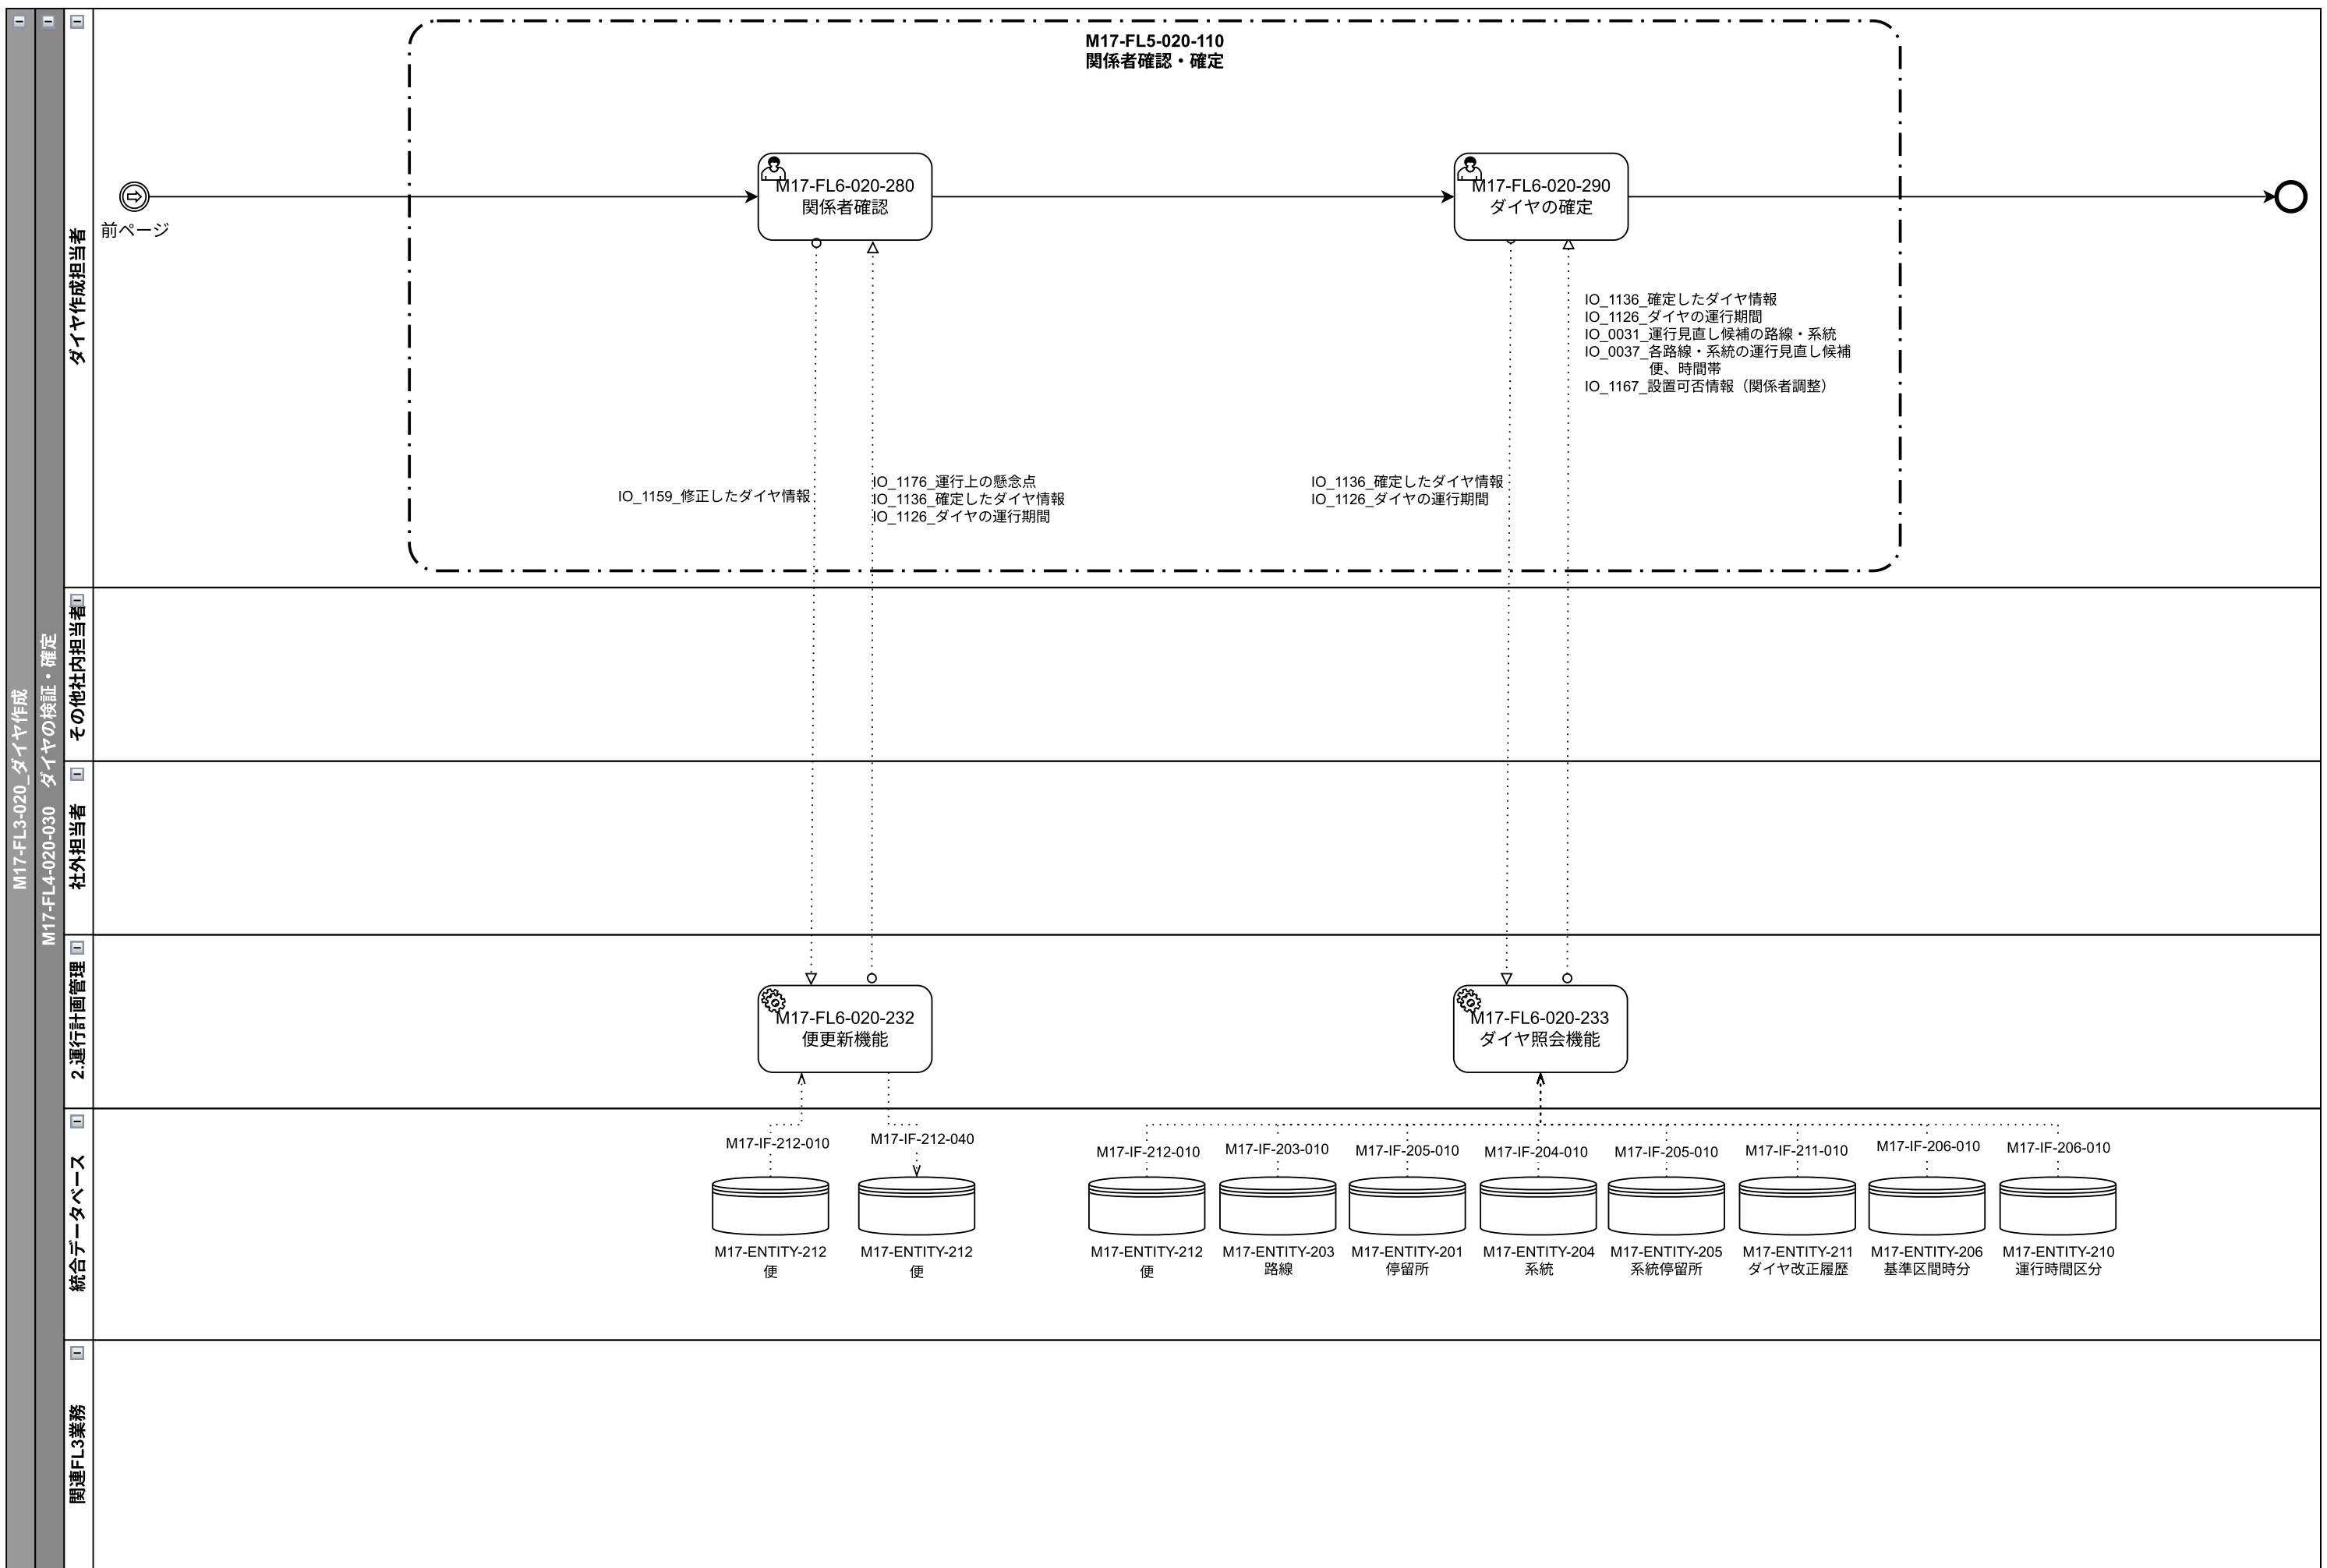 M17-FL3-020_ダイヤ作成
M17-FL4-020-030　ダイヤの検証・確定
ダイヤ作成担当者
M17-FL5-020-110
関係者確認・確定
前ページ
M17-FL6-020-280
関係者確認
M17-FL6-020-290
ダイヤの確定
IO_1159_修正したダイヤ情報
IO_1176_運行上の懸念点
IO_1136_確定したダイヤ情報
IO_1126_ダイヤの運行期間
IO_1136_確定したダイヤ情報
IO_1126_ダイヤの運行期間
IO_1136_確定したダイヤ情報
IO_1126_ダイヤの運行期間
IO_0031_運行見直し候補の路線・系統
IO_0037_各路線・系統の運行見直し候補
便、時間帯
IO_1167_設置可否情報（関係者調整）
その他社内担当者
社外担当者
2.運行計画管理
M17-FL6-020-232
便更新機能
M17-FL6-020-233
ダイヤ照会機能
統合データベース
M17-IF-212-010
M17-IF-212-040
M17-IF-212-010
M17-IF-203-010
M17-IF-205-010
M17-IF-204-010
M17-IF-205-010
M17-IF-211-010
M17-IF-206-010
M17-IF-206-010
M17-ENTITY-212
便
M17-ENTITY-212
便
M17-ENTITY-212
便
M17-ENTITY-203
路線
M17-ENTITY-201
停留所
M17-ENTITY-204
系統
M17-ENTITY-205
系統停留所
M17-ENTITY-211
ダイヤ改正履歴
M17-ENTITY-206
基準区間時分
M17-ENTITY-210
運行時間区分
関連FL3業務